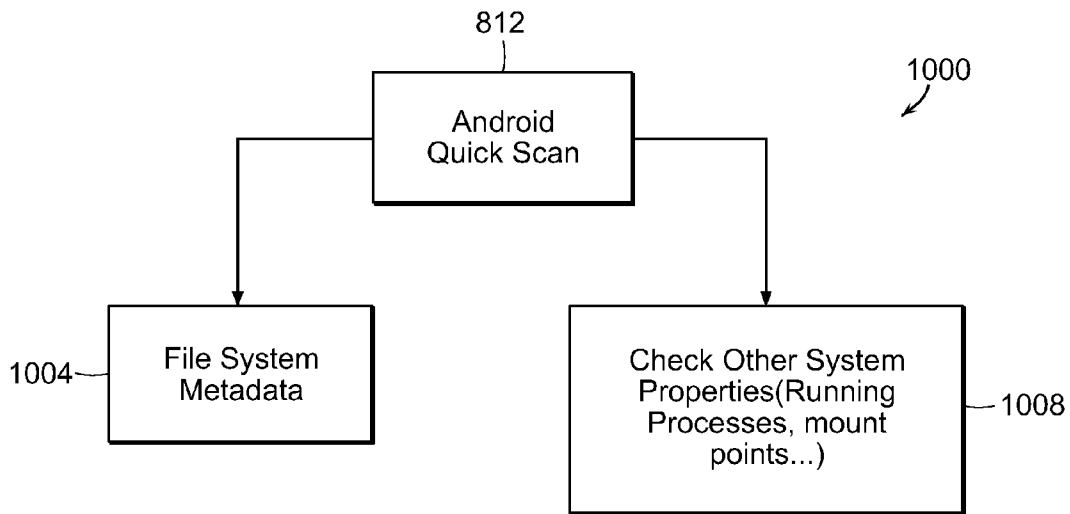 812
1000
Android
Quick Scan
File System
Metadata
1004
Check Other System
Properties(Running
Processes, mount
points...)
1008